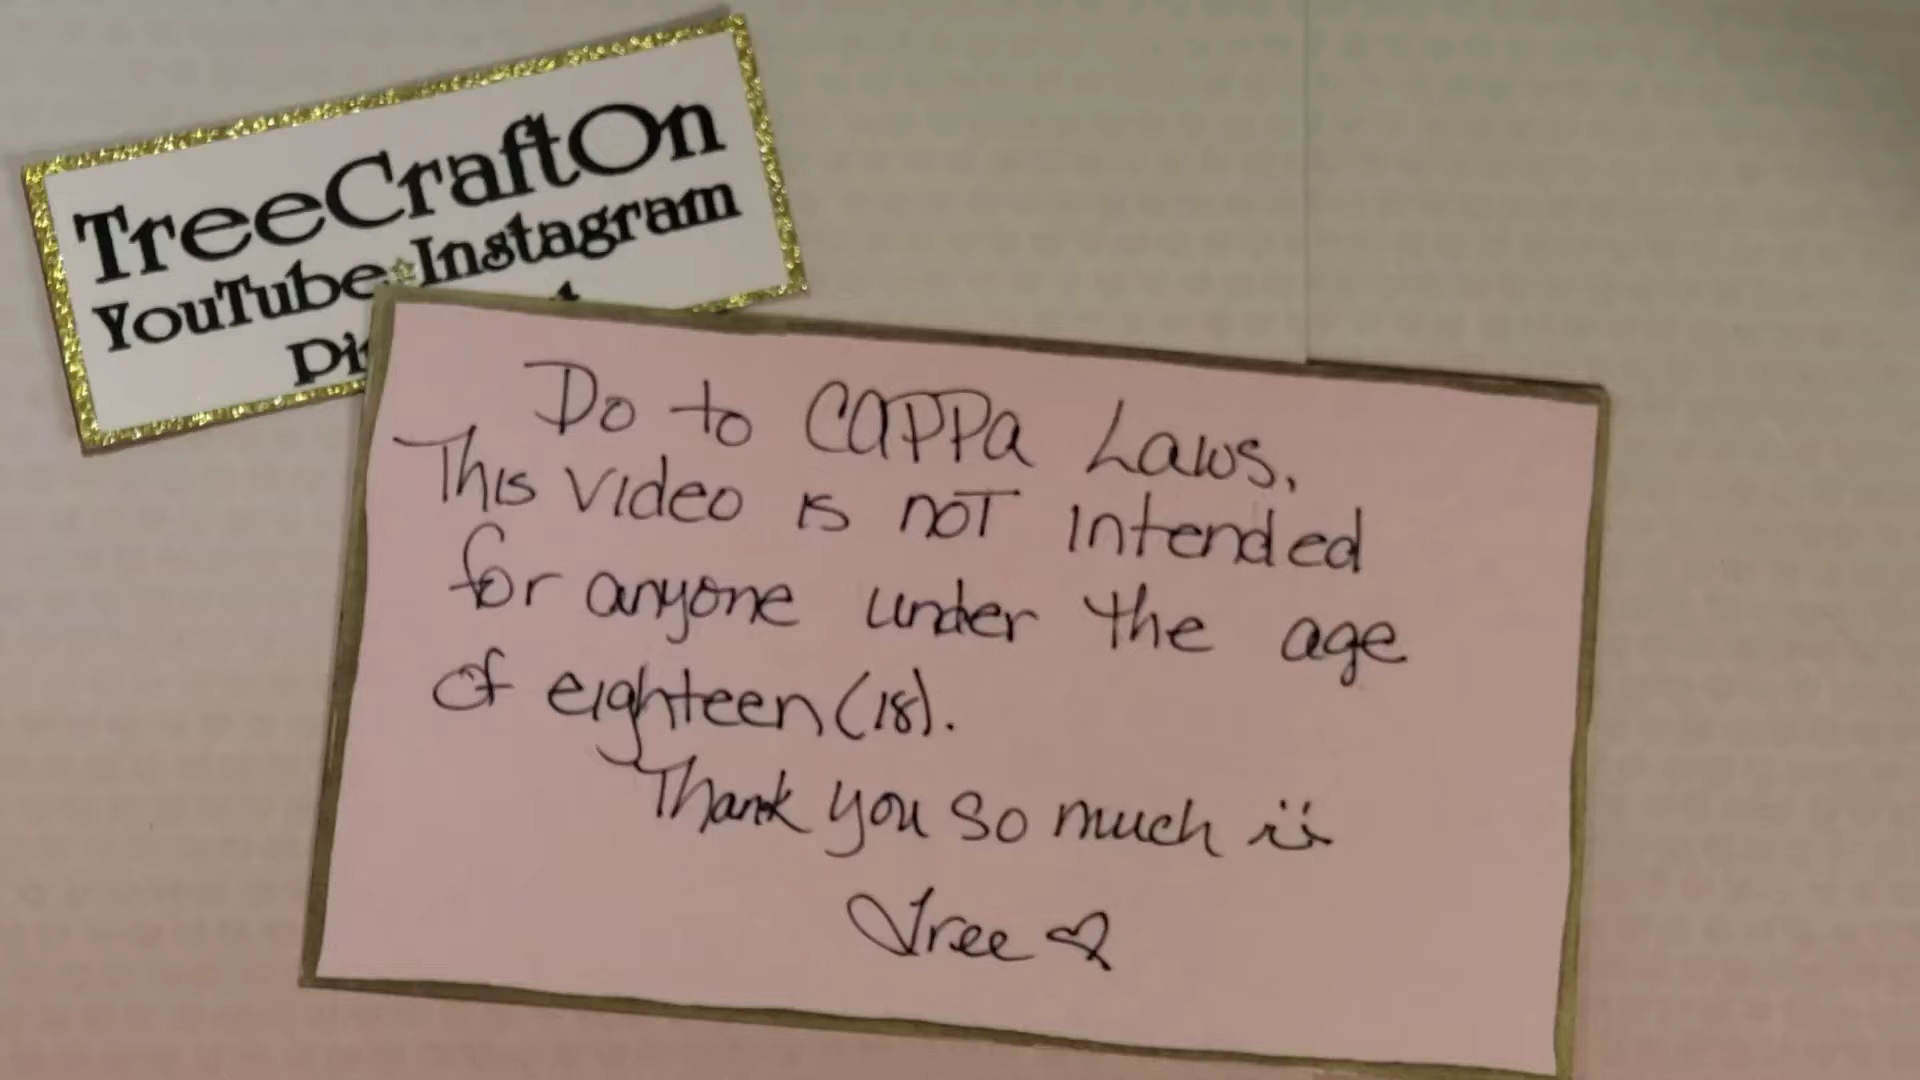 TreeCraftOn
YouTube☆Instagram
Do to CAPPA Laws.
This video is not intended
for anyone under the age
of eighteen (18).
Thank you so much
Tree ♡